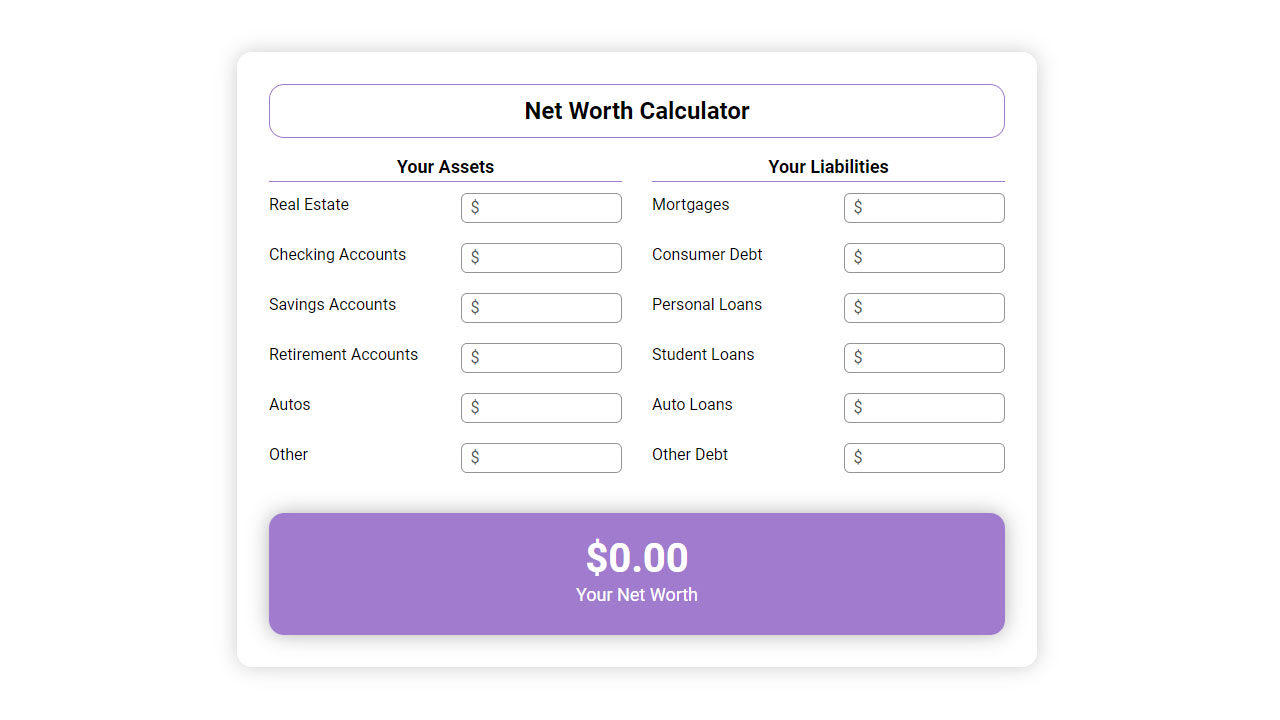 Net Worth Calculator
Your Assets
Real Estate $
Checking Accounts $
Savings Accounts $
Retirement Accounts $
Autos $
Other $
Your Liabilities
Mortgages $
Consumer Debt $
Personal Loans $
Student Loans $
Auto Loans $
Other Debt $
$0.00
Your Net Worth